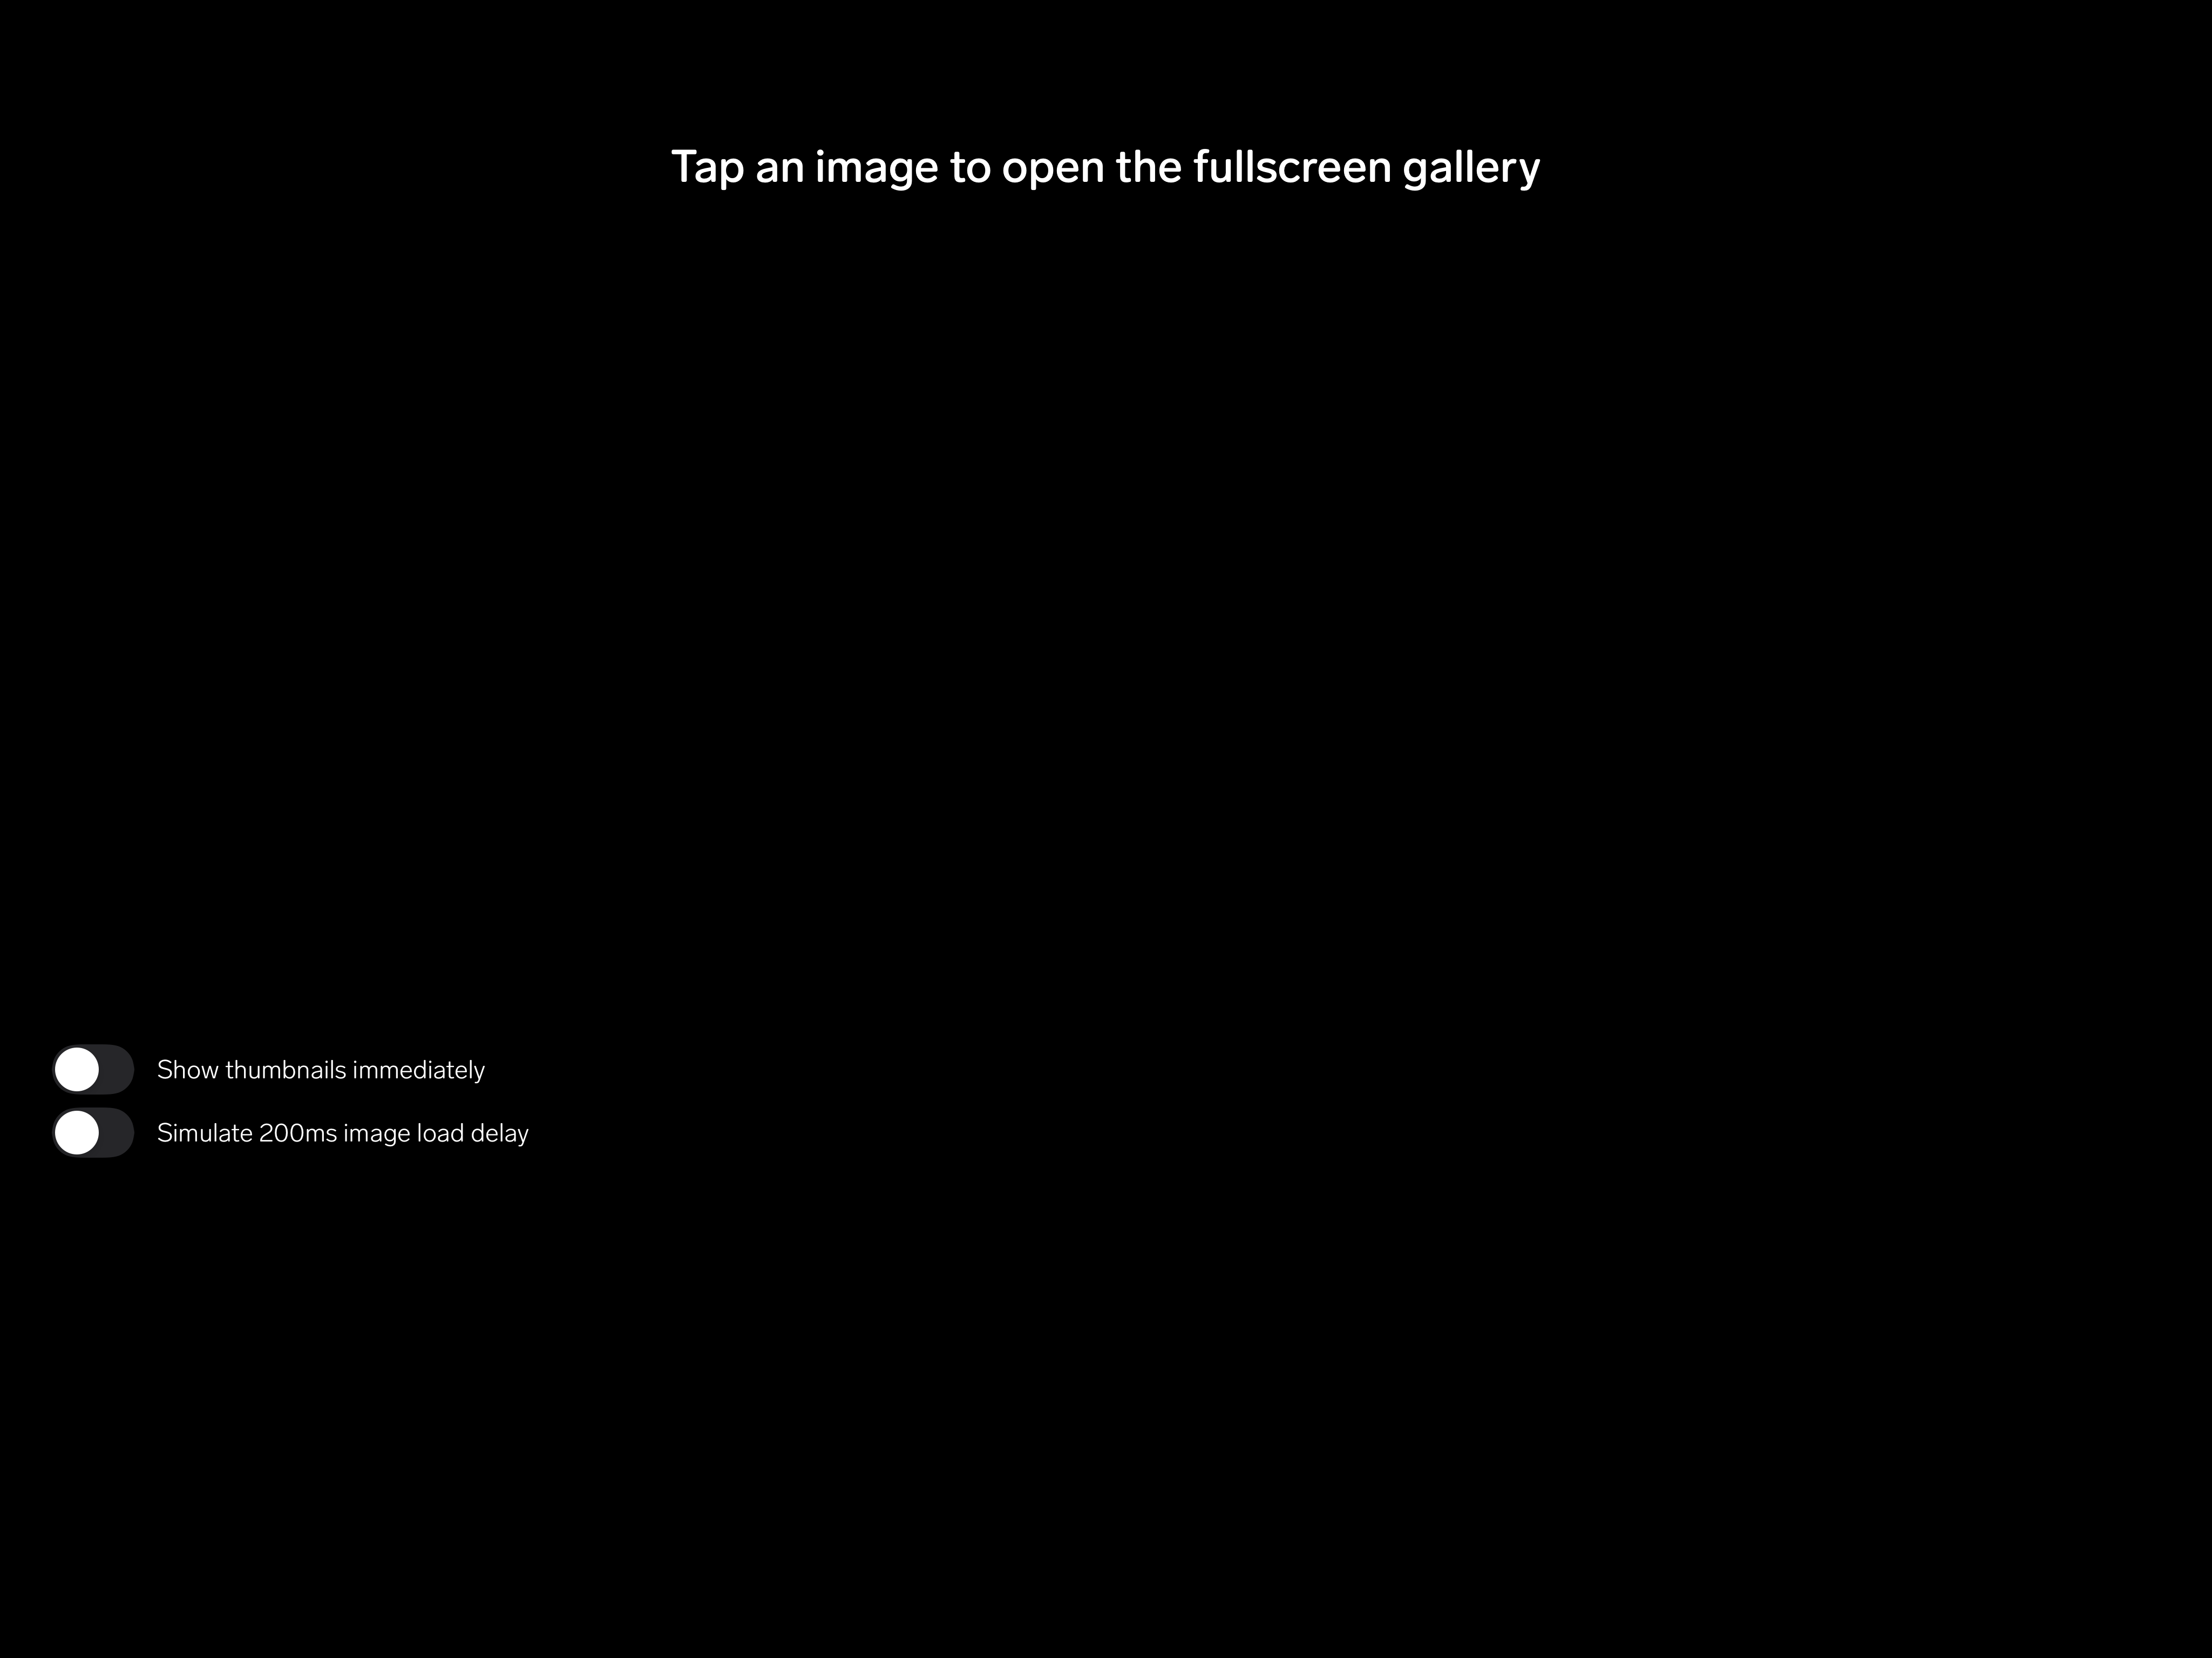 Tap an image to open the fullscreen gallery
Show thumbnails immediately
Simulate 200ms image load delay